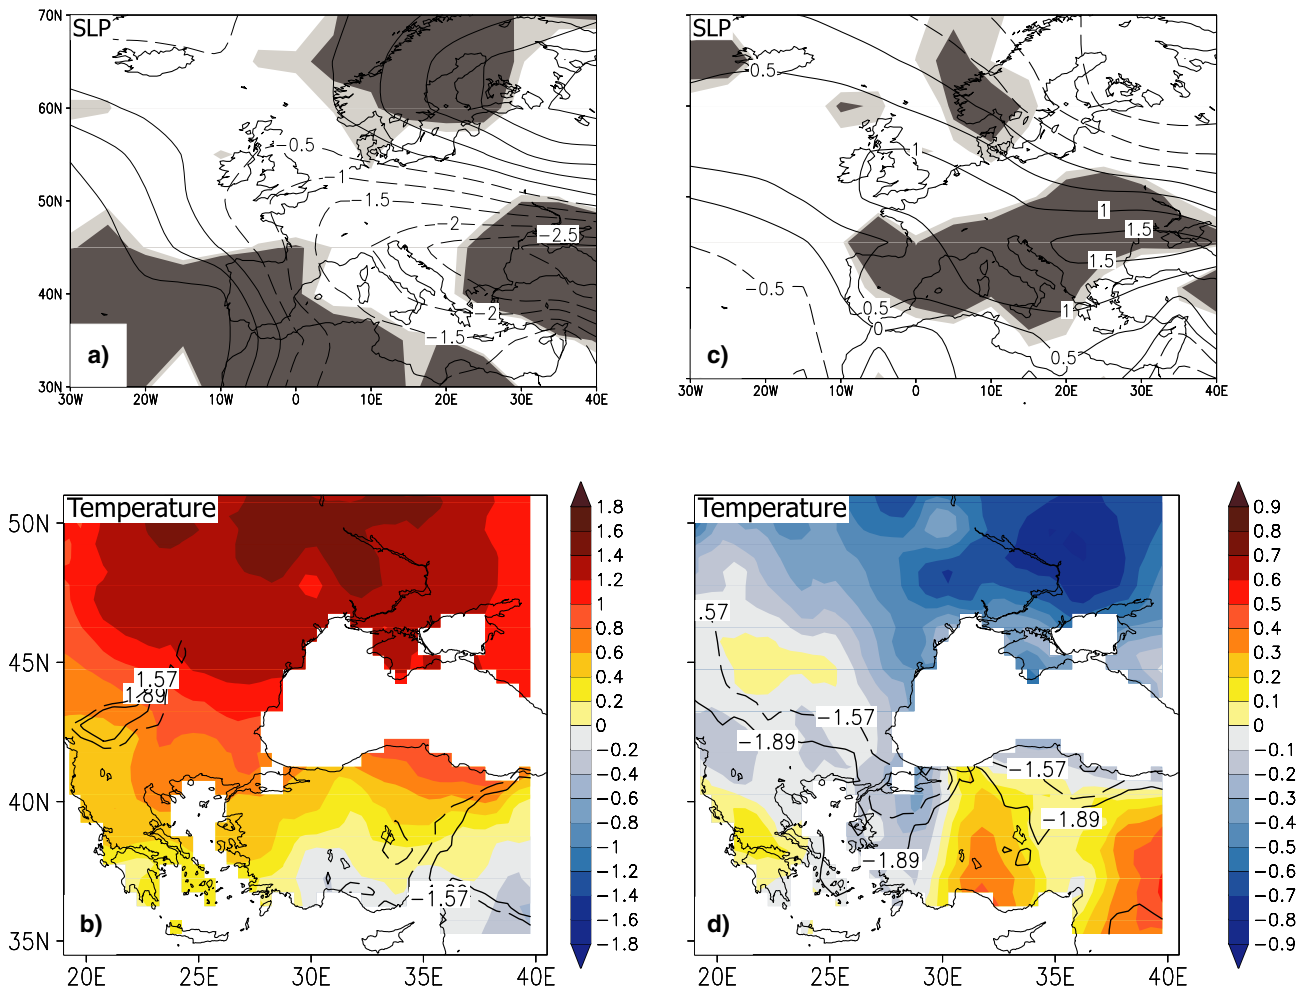 SLP
70N
60N
50N
40N
30N
30W
20W
10W
0
10E
20E
30E
40E
−0.5
1
−1.5
−2
−2.5
−2
−1.5
a)
SLP
0.5
1
1
1.5
1.5
−0.5
0.5
0
1
0.5
c)
30W
20W
10W
0
10E
20E
30E
40E
Temperature
50N
45N
40N
35N
20E
25E
30E
35E
40E
1.57
1.89
−1.57
b)
1.8
1.6
1.4
1.2
1
0.8
0.6
0.4
0.2
0
−0.2
−0.4
−0.6
−0.8
−1
−1.2
−1.4
−1.6
−1.8
Temperature
.57
−1.57
−1.89
−1.57
−1.89
−1.89
d)
20E
25E
30E
35E
40E
0.9
0.8
0.7
0.6
0.5
0.4
0.3
0.2
0.1
0
−0.1
−0.2
−0.3
−0.4
−0.5
−0.6
−0.7
−0.8
−0.9